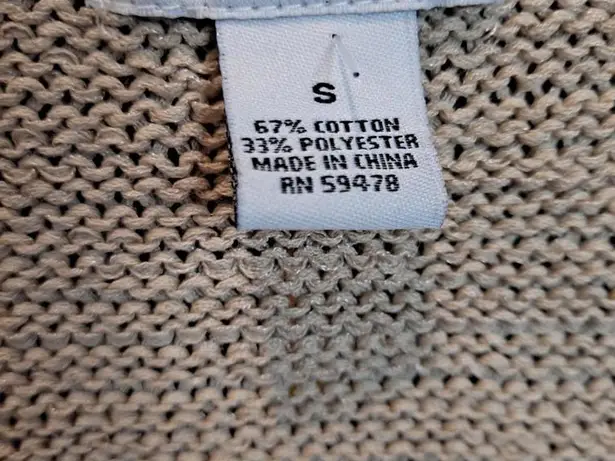 S
67% COTTON
33% POLYESTER
MADE IN CHINA
RN 59478